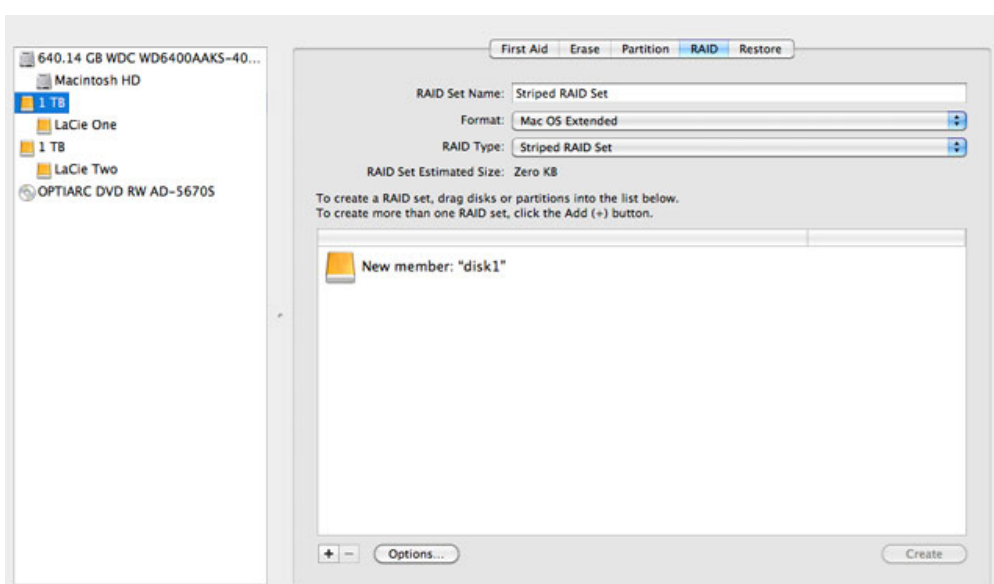 640.14 GB WDC WD6400AAKS-40...
Macintosh HD
1 TB
LaCie One
1 TB
LaCie Two
OPTIARC DVD RW AD-5670S
First Aid Erase Partition RAID Restore
RAID Set Name: Striped RAID Set
Format: Mac OS Extended
RAID Type: Striped RAID Set
RAID Set Estimated Size: Zero KB
To create a RAID set, drag disks or partitions into the list below.
To create more than one RAID set, click the Add (+) button.
New member: "disk1"
+ − Options... Create